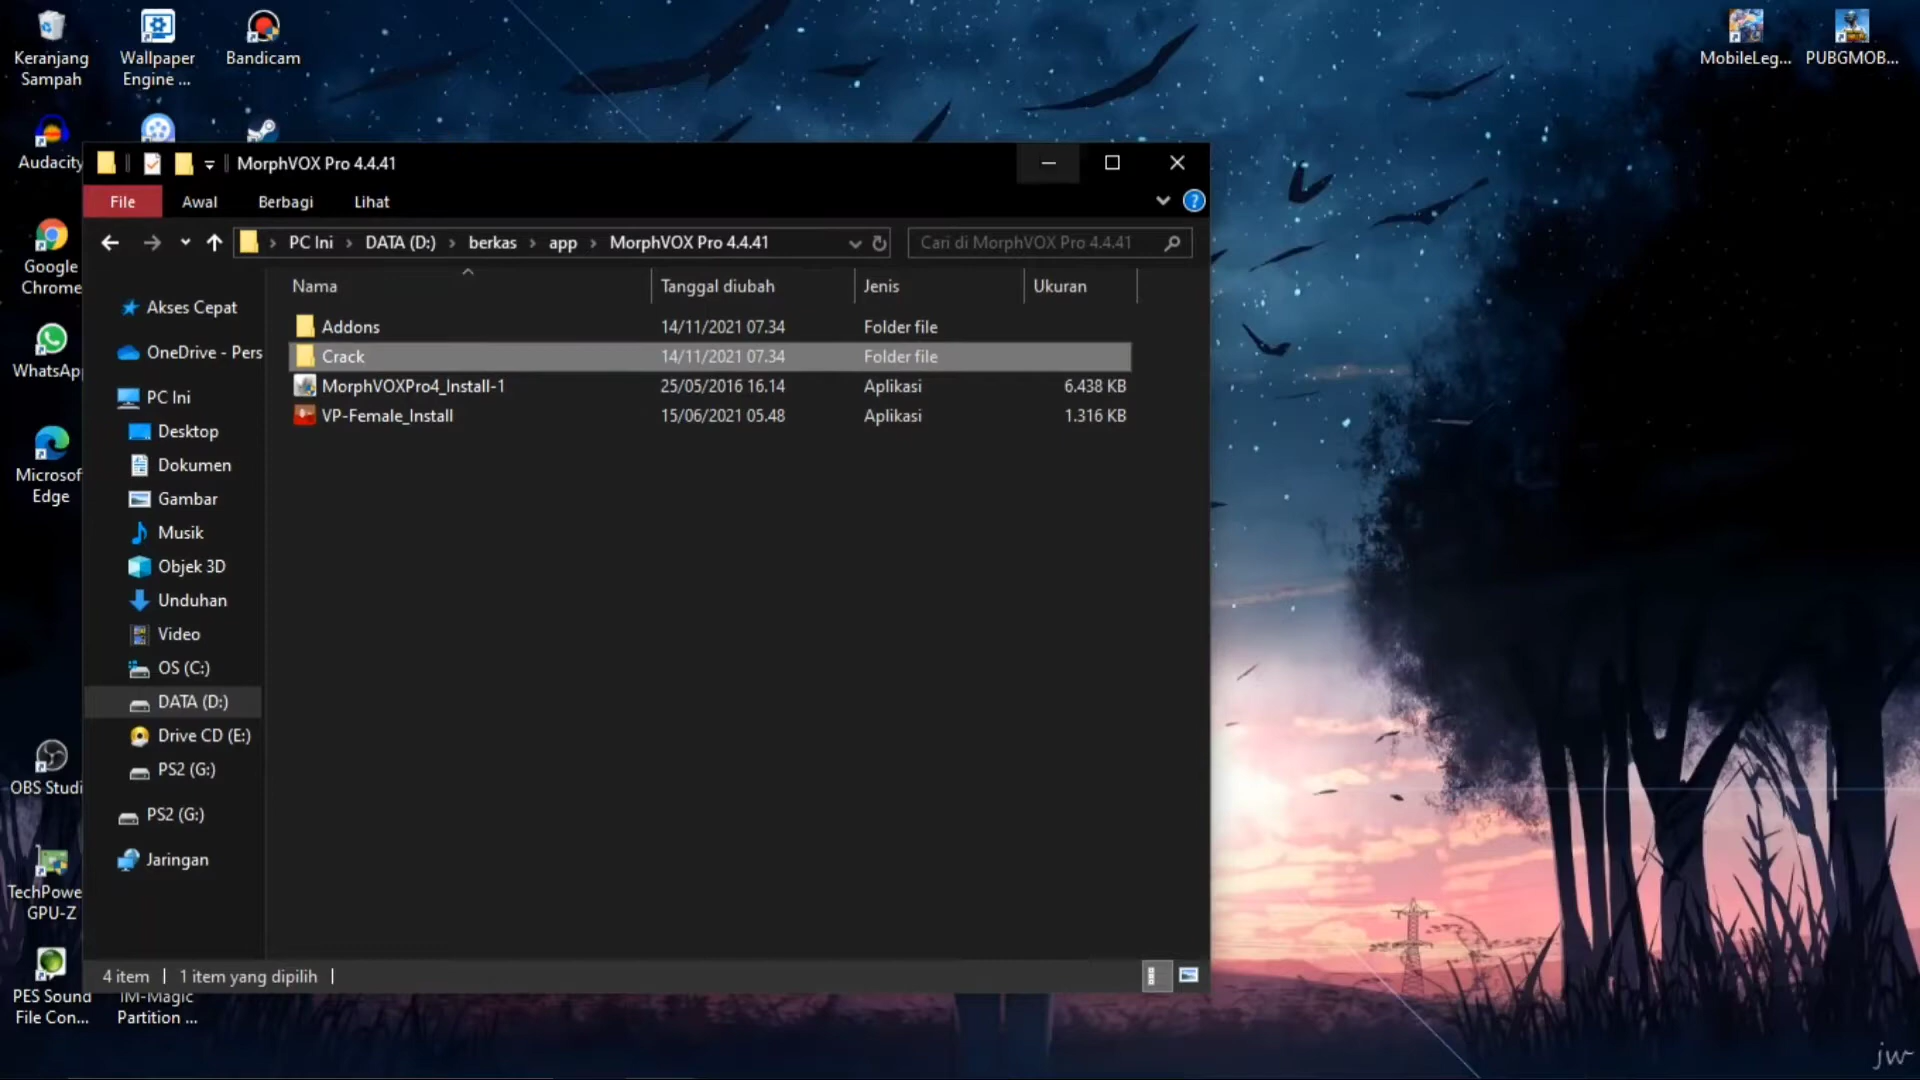 Keranjang
Sampah
Wallpaper
Engine ...
Bandicam
MobileLeg...
PUBGMOB...
Audacity
Google
Chrome
WhatsApp
Microsof
Edge
OBS Studi
TechPowe
GPU-Z
PES Sound
File Con...
IM-Magic
Partition ...
MorphVOX Pro 4.4.41
File
Awal
Berbagi
Lihat
?
PC Ini > DATA (D:) > berkas > app > MorphVOX Pro 4.4.41
Cari di MorphVOX Pro 4.4.41
Nama Tanggal diubah Jenis Ukuran
Addons 14/11/2021 07.34 Folder file
Crack 14/11/2021 07.34 Folder file
MorphVOXPro4_Install-1 25/05/2016 16.14 Aplikasi 6.438 KB
VP-Female_Install 15/06/2021 05.48 Aplikasi 1.316 KB
Akses Cepat
OneDrive - Pers
PC Ini
Desktop
Dokumen
Gambar
Musik
Objek 3D
Unduhan
Video
OS (C:)
DATA (D:)
Drive CD (E:)
PS2 (G:)
PS2 (G:)
Jaringan
4 item | 1 item yang dipilih |
jw